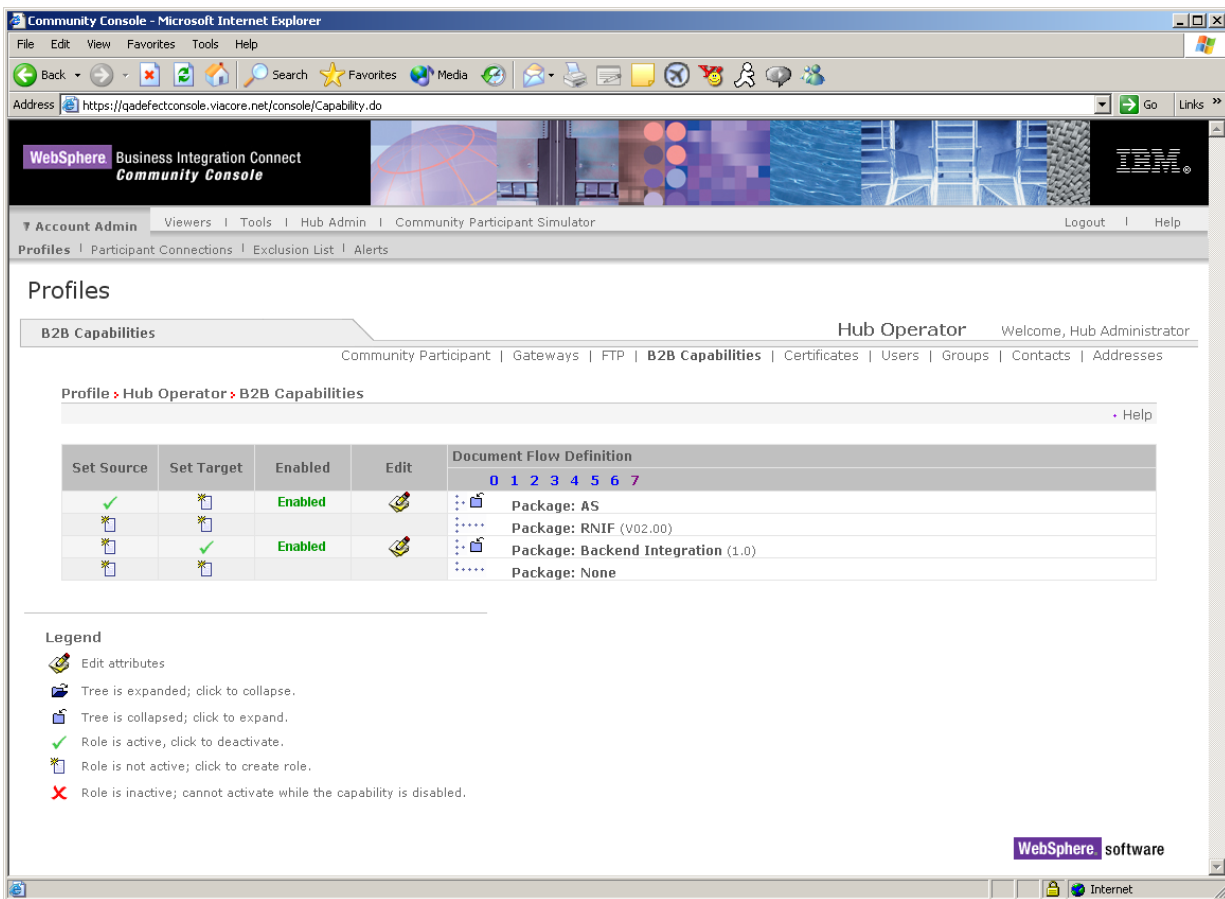 Community Console - Microsoft Internet Explorer
File Edit View Favorites Tools Help
Back Search Favorites Media
Address https://qadefectconsole.viacore.net/console/Capability.do Go Links »
WebSphere. Business Integration Connect
Community Console
IBM®
Account Admin Viewers | Tools | Hub Admin | Community Participant Simulator Logout | Help
Profiles | Participant Connections | Exclusion List | Alerts
Profiles
B2B Capabilities Hub Operator Welcome, Hub Administrator
Community Participant | Gateways | FTP | B2B Capabilities | Certificates | Users | Groups | Contacts | Addresses
Profile > Hub Operator > B2B Capabilities
Help
Set Source Set Target Enabled Edit Document Flow Definition
0 1 2 3 4 5 6 7
Enabled Package: AS
Package: RNIF (V02.00)
Enabled Package: Backend Integration (1.0)
Package: None
Legend
Edit attributes
Tree is expanded; click to collapse.
Tree is collapsed; click to expand.
Role is active, click to deactivate.
Role is not active; click to create role.
Role is inactive; cannot activate while the capability is disabled.
WebSphere. software
Internet